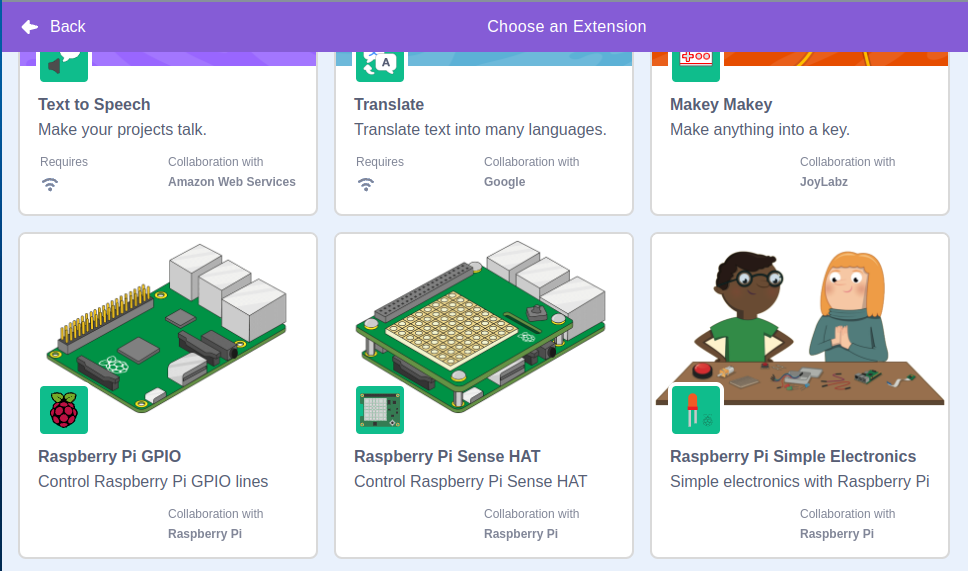 Back
Choose an Extension
A
Text to Speech
Make your projects talk.
Requires
Collaboration with
Amazon Web Services
Translate
Translate text into many languages.
Requires
Collaboration with
Google
Makey Makey
Make anything into a key.
Collaboration with
JoyLabz
Raspberry Pi GPIO
Control Raspberry Pi GPIO lines
Collaboration with
Raspberry Pi
Raspberry Pi Sense HAT
Control Raspberry Pi Sense HAT
Collaboration with
Raspberry Pi
Raspberry Pi Simple Electronics
Simple electronics with Raspberry Pi
Collaboration with
Raspberry Pi